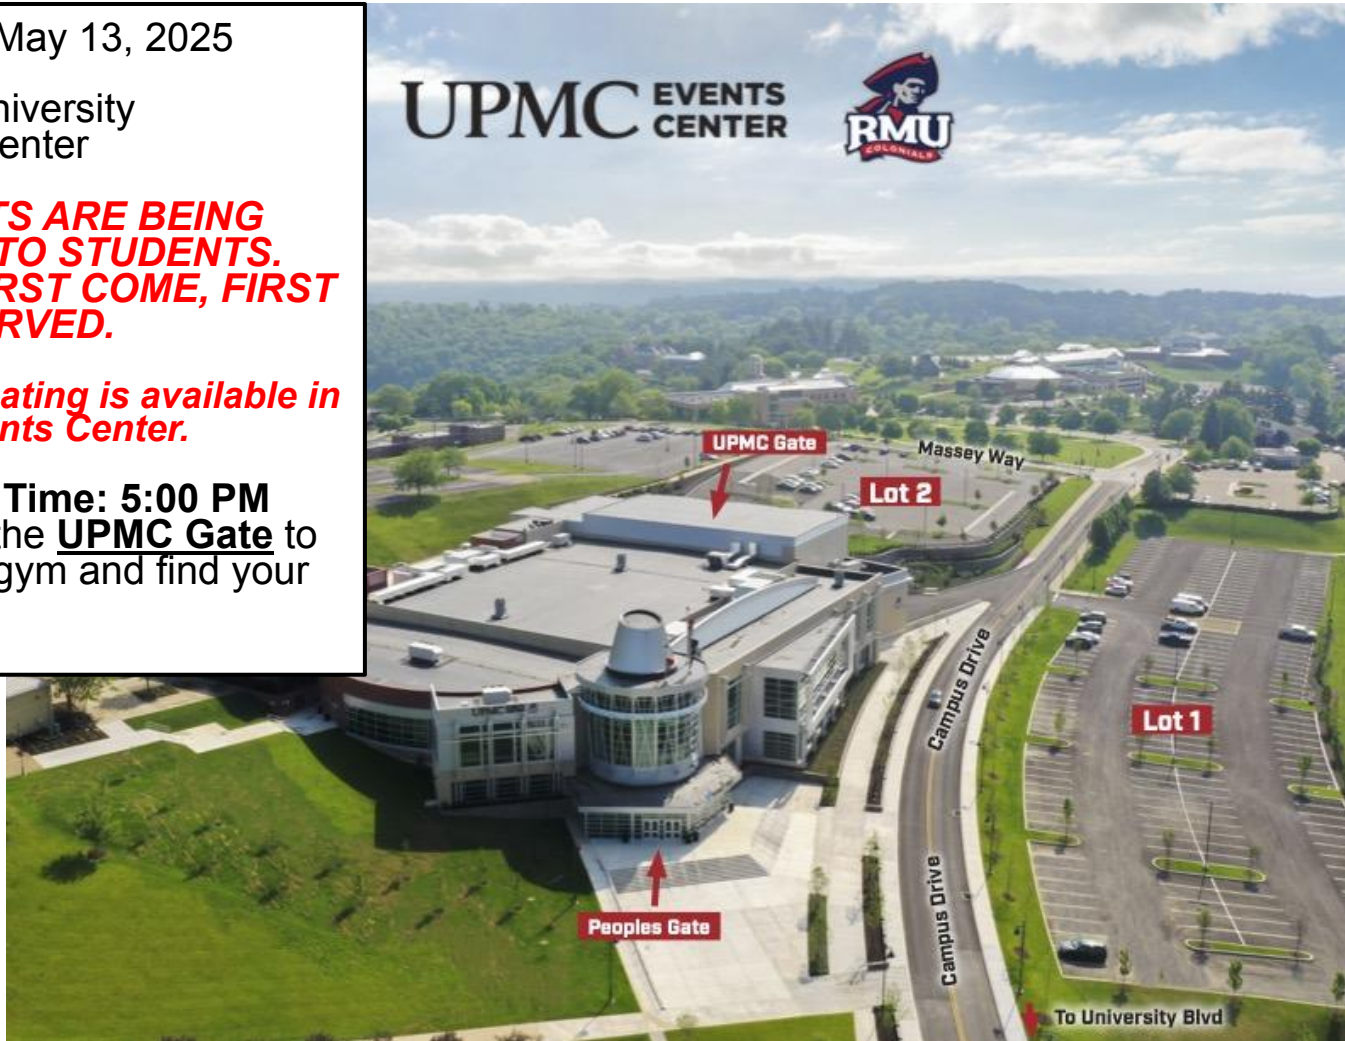 May 13, 2025
niversity
enter
TS ARE BEING
TO STUDENTS.
RST COME, FIRST
RVED.
ating is available in
nts Center.
Time: 5:00 PM
the UPMC Gate to
gym and find your
UPMC EVENTS CENTER
RMU
COLONIALS
UPMC Gate
Massey Way
Lot 2
Campus Drive
Lot 1
Campus Drive
Peoples Gate
To University Blvd